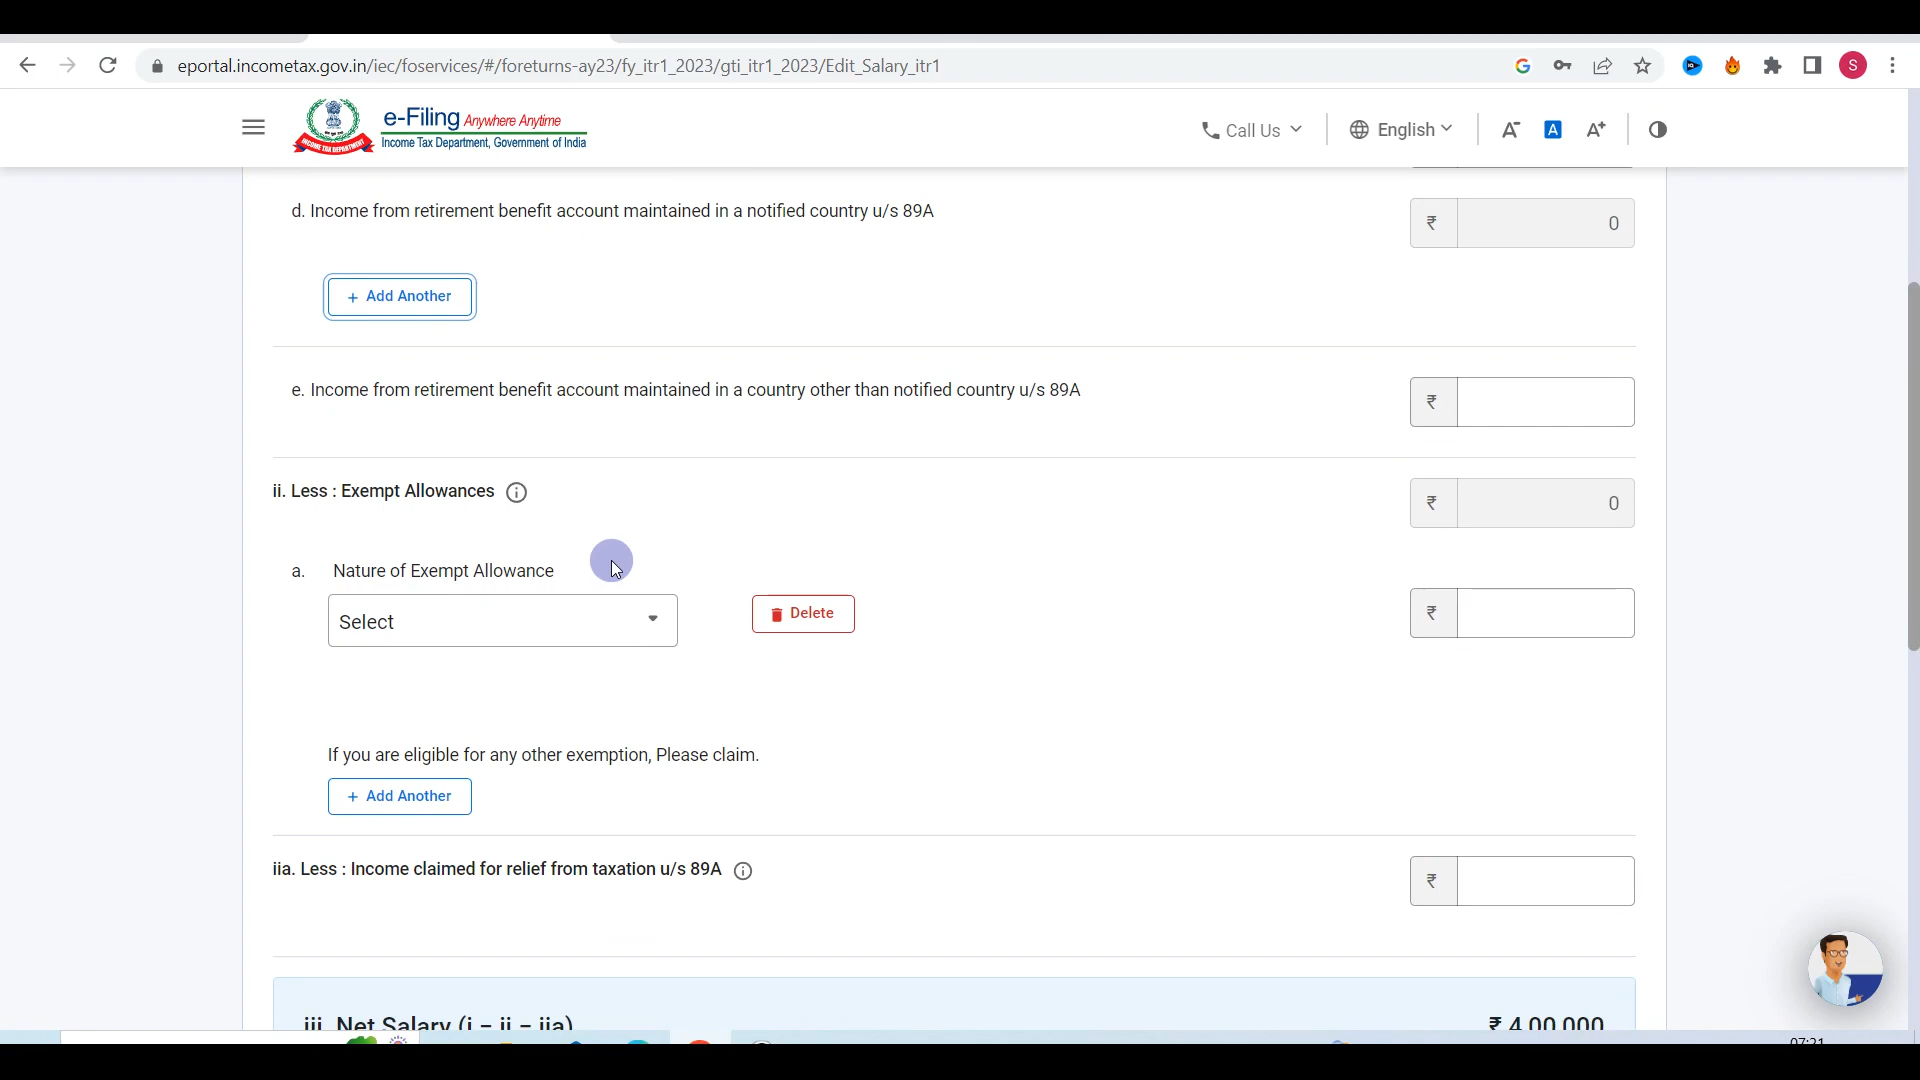 eportal.incometax.gov.in/iec/foservices/#/foreturns-ay23/fy_itr1_2023/gti_itr1_2023/Edit_Salary_itr1
S
e-Filing Anywhere Anytime
Income Tax Department, Government of India
INCOME TAX DEPARTMENT
Call Us
English
A-
A
A+
d. Income from retirement benefit account maintained in a notified country u/s 89A
₹ 0
+ Add Another
e. Income from retirement benefit account maintained in a country other than notified country u/s 89A
₹
ii. Less : Exempt Allowances
₹ 0
a. Nature of Exempt Allowance
Select
Delete
₹
If you are eligible for any other exemption, Please claim.
+ Add Another
iia. Less : Income claimed for relief from taxation u/s 89A
₹
iii. Net Salary (i – ii – iia)
₹ 4,00,000
07:21